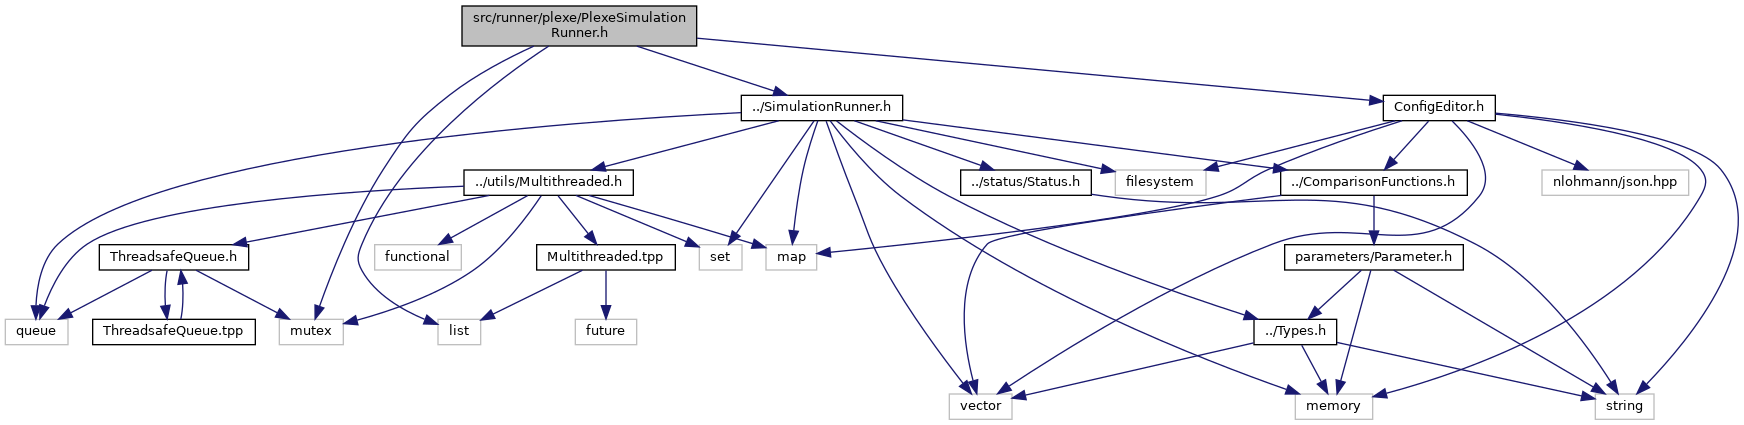 src/runner/plexe/PlexeSimulation
Runner.h
../SimulationRunner.h
ConfigEditor.h
../utils/Multithreaded.h
../status/Status.h
filesystem
../ComparisonFunctions.h
nlohmann/json.hpp
ThreadsafeQueue.h
functional
Multithreaded.tpp
set
map
parameters/Parameter.h
queue
ThreadsafeQueue.tpp
mutex
list
future
../Types.h
vector
memory
string